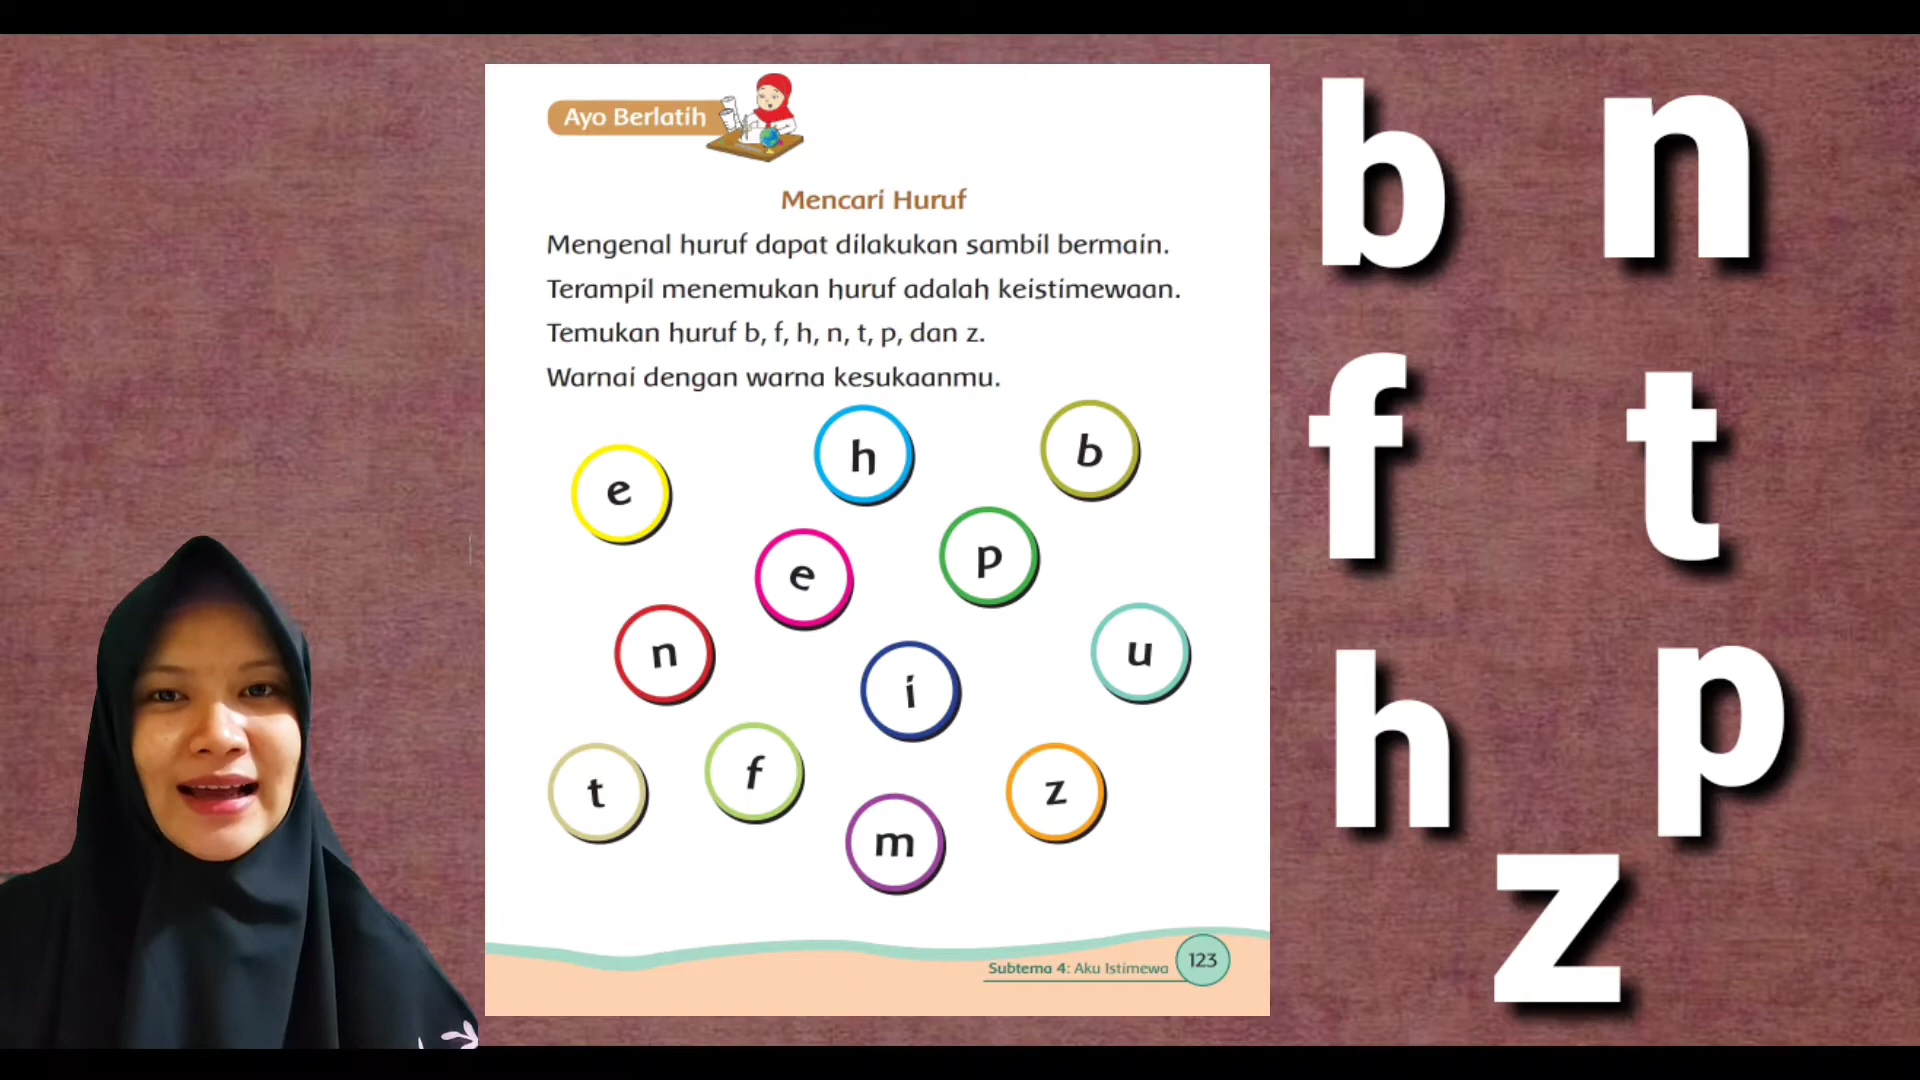 Ayo Berlatih
Mencari Huruf
Mengenal huruf dapat dilakukan sambil bermain.
Terampil menemukan huruf adalah keistimewaan.
Temukan huruf b, f, h, n, t, p, dan z.
Warnai dengan warna kesukaanmu.
h
b
e
p
e
n
u
i
f
t
z
m
Subtema 4: Aku Istimewa
123
b
n
f
t
h
p
z